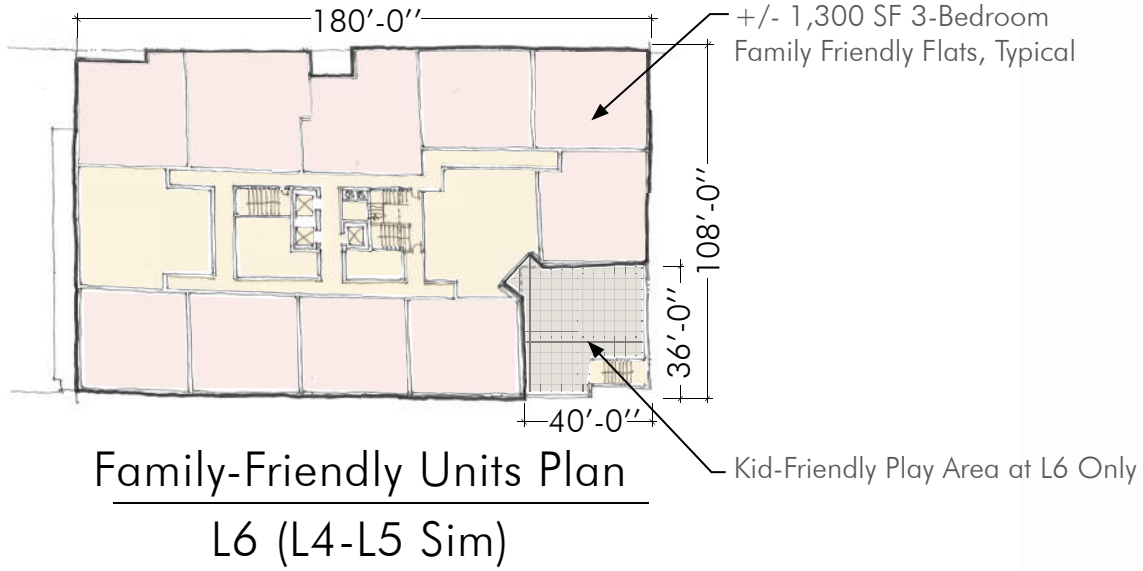 180’-0’’
+/- 1,300 SF 3-Bedroom
Family Friendly Flats, Typical
108’-0’’
36’-0’’
40’-0’’
Kid-Friendly Play Area at L6 Only
Family-Friendly Units Plan
L6 (L4-L5 Sim)